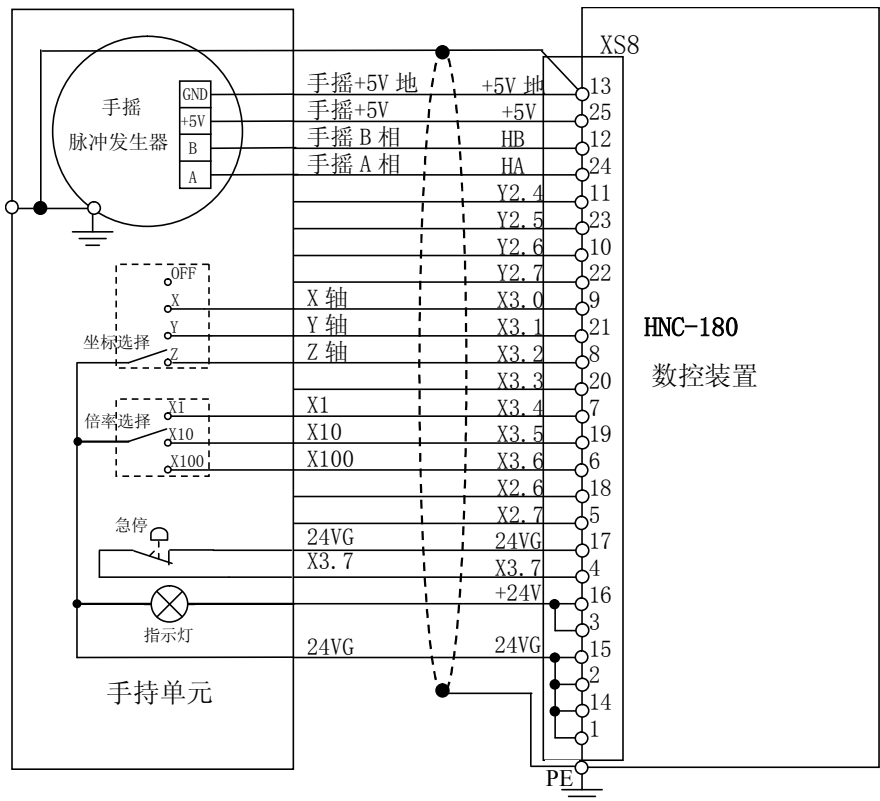 XS8
手摇
脉冲发生器
GND
+5V
B
A
手摇+5V 地
+5V 地
13
手摇+5V
+5V
25
手摇 B 相
HB
12
手摇 A 相
HA
24
Y2.4
11
Y2.5
23
Y2.6
10
Y2.7
22
坐标选择
OFF
X
X 轴
X3.0
9
Y
Y 轴
X3.1
21
Z
Z 轴
X3.2
8
X3.3
20
倍率选择
X1
X1
X3.4
7
X10
X10
X3.5
19
X100
X100
X3.6
6
X2.6
18
X2.7
5
急停
24VG
24VG
17
X3.7
X3.7
4
+24V
16
3
指示灯
24VG
24VG
15
2
14
1
手持单元
PE
HNC-180
数控装置